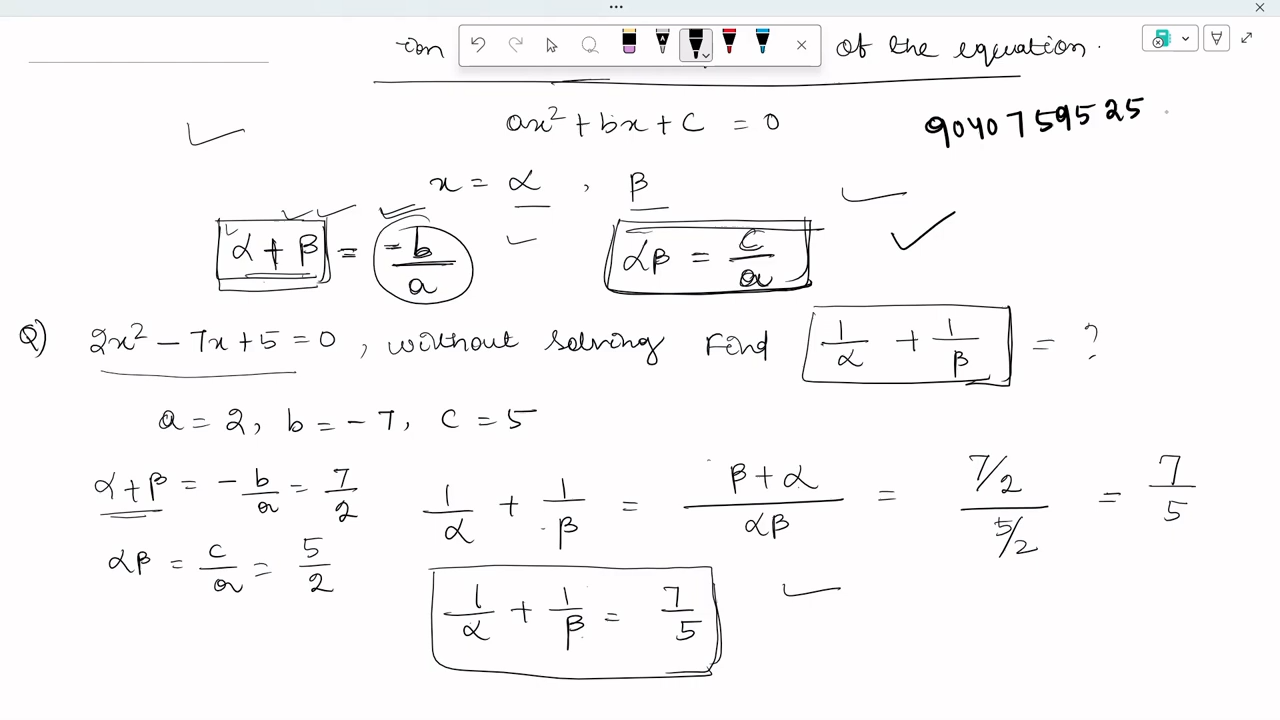 ion of the equation.
ax² + bx + c = 0
9040759525
x = α , β
α + β = -b/a
αβ = c/a
Q) 2x² - 7x + 5 = 0 , without solving Find 1/α + 1/β = ?
a = 2, b = -7, c = 5
α + β = -b/a = 7/2
αβ = c/a = 5/2
1/α + 1/β = β + α/αβ = 7/2/5/2 = 7/5
1/α + 1/β = 7/5